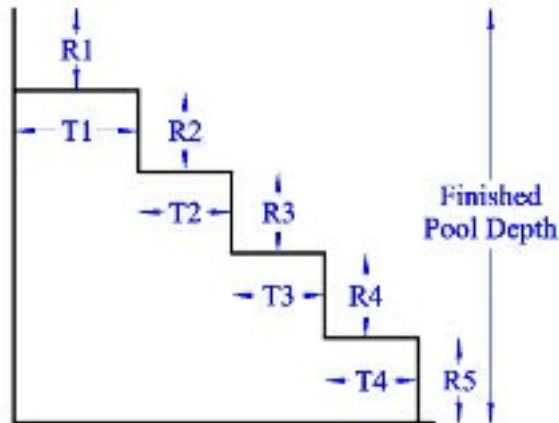 R1
T1
R2
T2
R3
T3
R4
T4
R5
Finished
Pool Depth